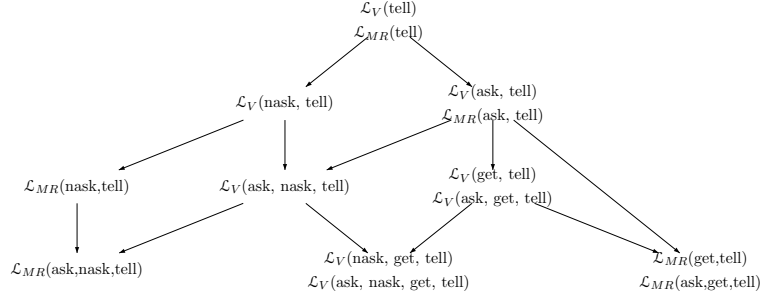 ℒ_V(tell)
ℒ_MR(tell)
ℒ_V(nask, tell)
ℒ_V(ask, tell)
ℒ_MR(ask, tell)
ℒ_MR(nask,tell)
ℒ_V(ask, nask, tell)
ℒ_V(get, tell)
ℒ_V(ask, get, tell)
ℒ_MR(ask,nask,tell)
ℒ_V(nask, get, tell)
ℒ_V(ask, nask, get, tell)
ℒ_MR(get,tell)
ℒ_MR(ask,get,tell)